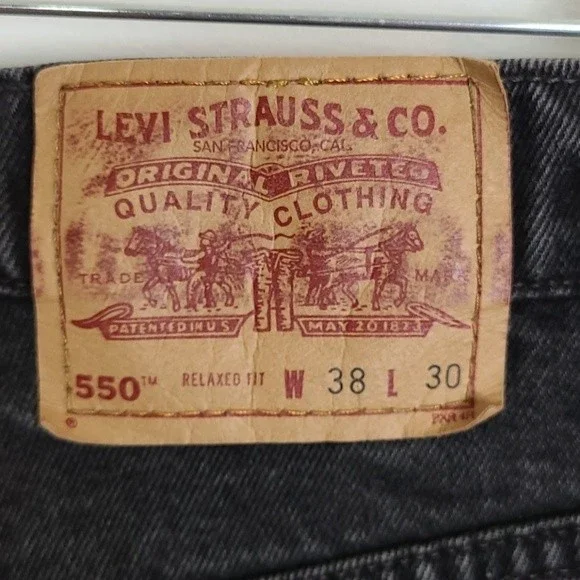 LEVI STRAUSS & CO.
SAN FRANCISCO, CAL.
ORIGINAL RIVETED
QUALITY CLOTHING
TRADE MARK
PATENTED IN U S MAY 20 1873
550™ RELAXED FIT W 38 L 30
®